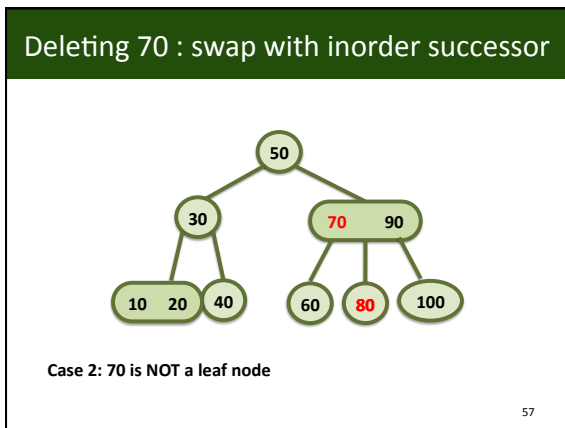 Deleting 70 : swap with inorder successor
50
30
70 90
10 20 40 60 80 100
Case 2: 70 is NOT a leaf node
57